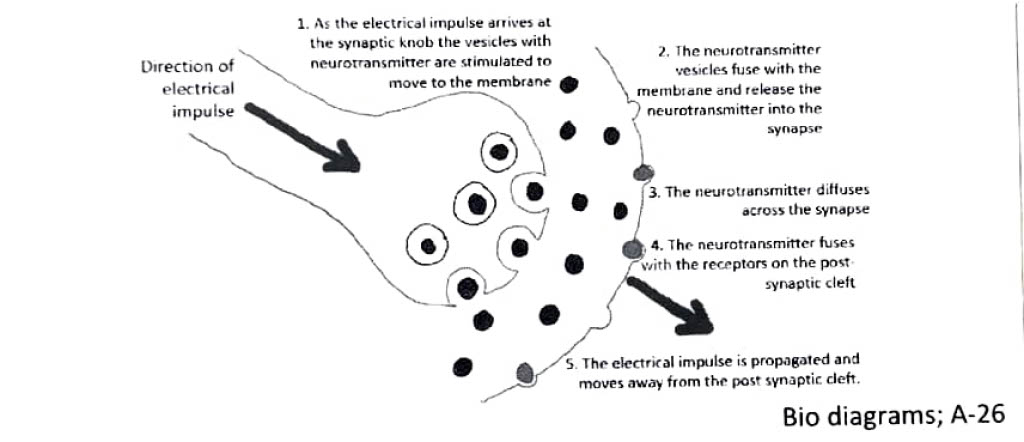 1. As the electrical impulse arrives at
the synaptic knob the vesicles with
neurotransmitter are stimulated to
move to the membrane
Direction of
electrical
impulse
2. The neurotransmitter
vesicles fuse with the
membrane and release the
neurotransmitter into the
synapse
3. The neurotransmitter diffuses
across the synapse
4. The neurotransmitter fuses
with the receptors on the post-
synaptic cleft
5. The electrical impulse is propagated and
moves away from the post synaptic cleft.
Bio diagrams; A-26